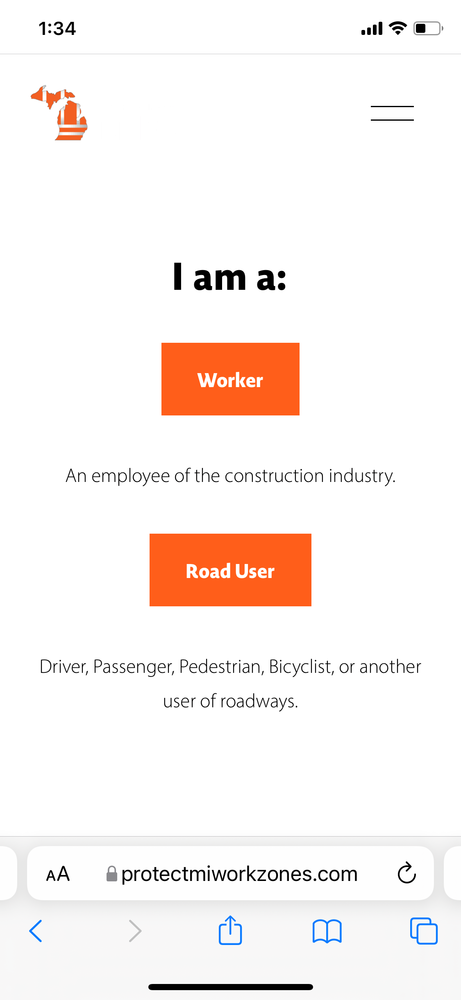 1:34
I am a:
Worker
An employee of the construction industry.
Road User
Driver, Passenger, Pedestrian, Bicyclist, or another
user of roadways.
AA protectmiworkzones.com